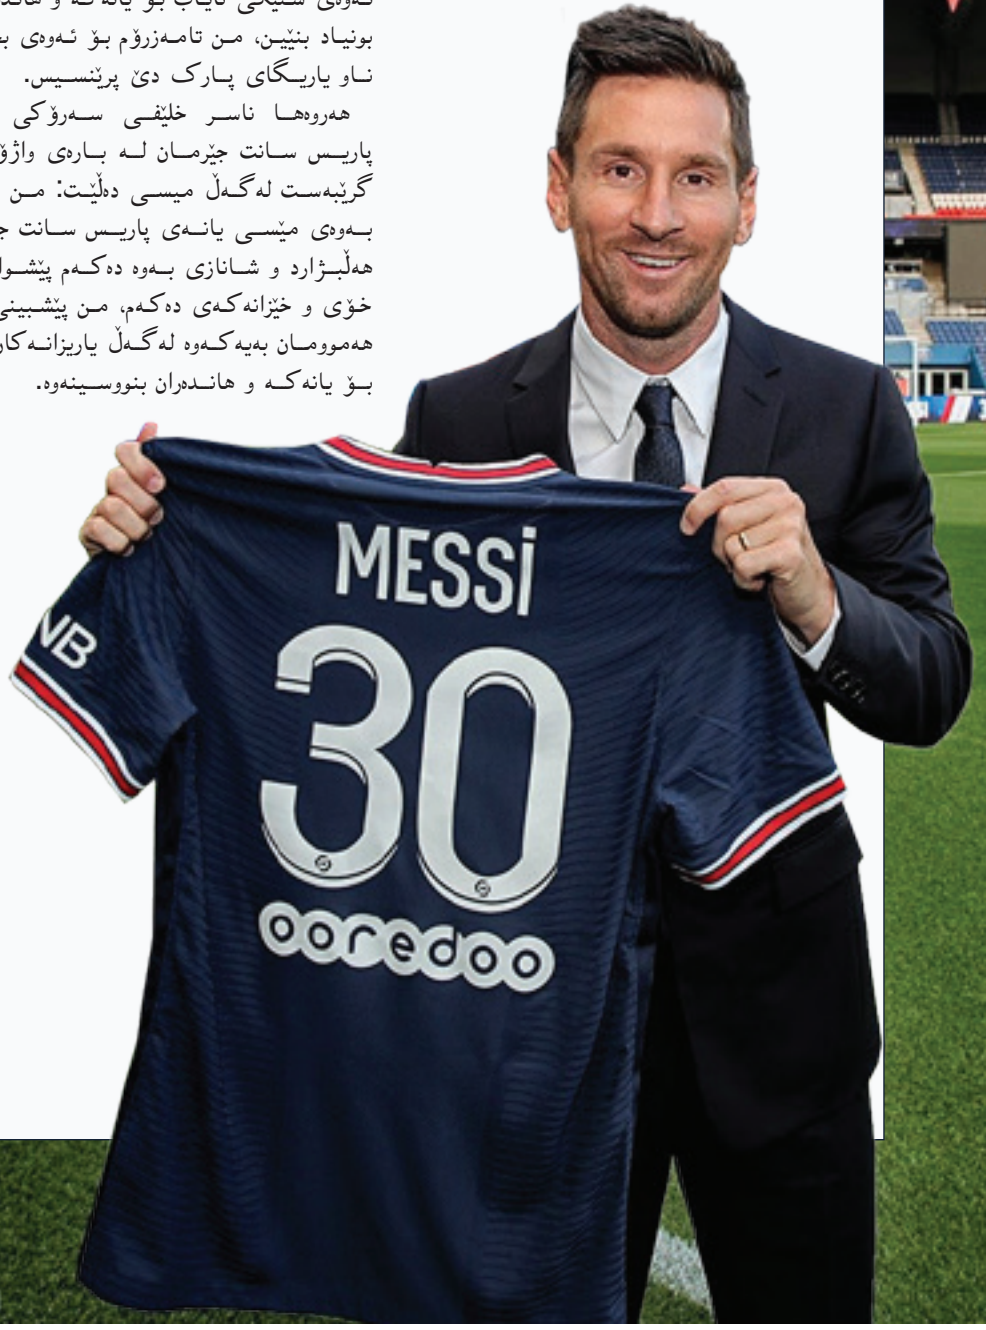 بونیاد بنێین، من تامەزرۆم بۆ ئەوەی
ناو یاریگای پارک دێ پرێنسیس.
هەروەها ناسر خلێفی سەرۆکی
پاریس سانت جێرمان لە بارەی
گرێبەست لەگەڵ میسی دەڵێت: من
بەوەی مێسی یانەی پاریس سانت
هەڵبژارد و شانازی بەوە دەکەم
خۆی و خێزانەکەی دەکەم، من
هەموومان بەیەکەوە لەگەڵ
بۆ یانەکە و هاندەران بنووسینەوە.
MESSi
30
ooredoo